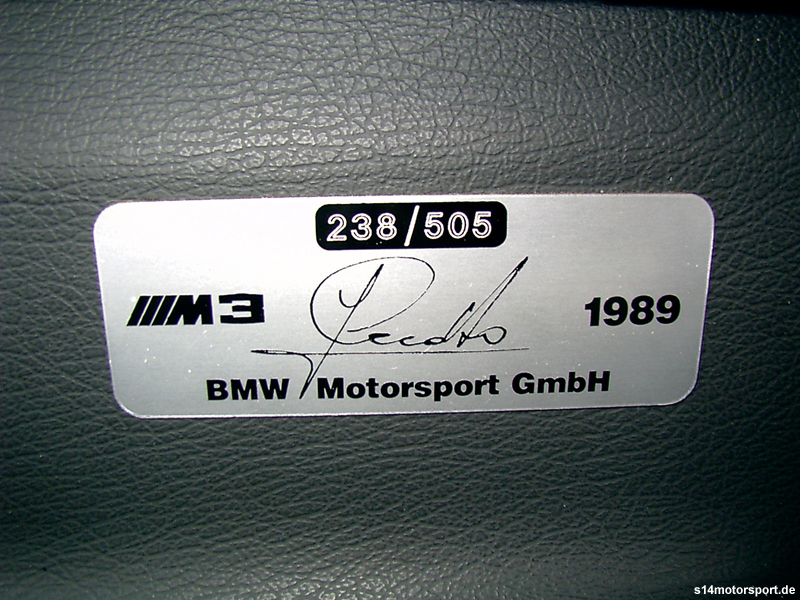 238/505
M3
1989
BMW Motorsport GmbH
s14motorsport.de